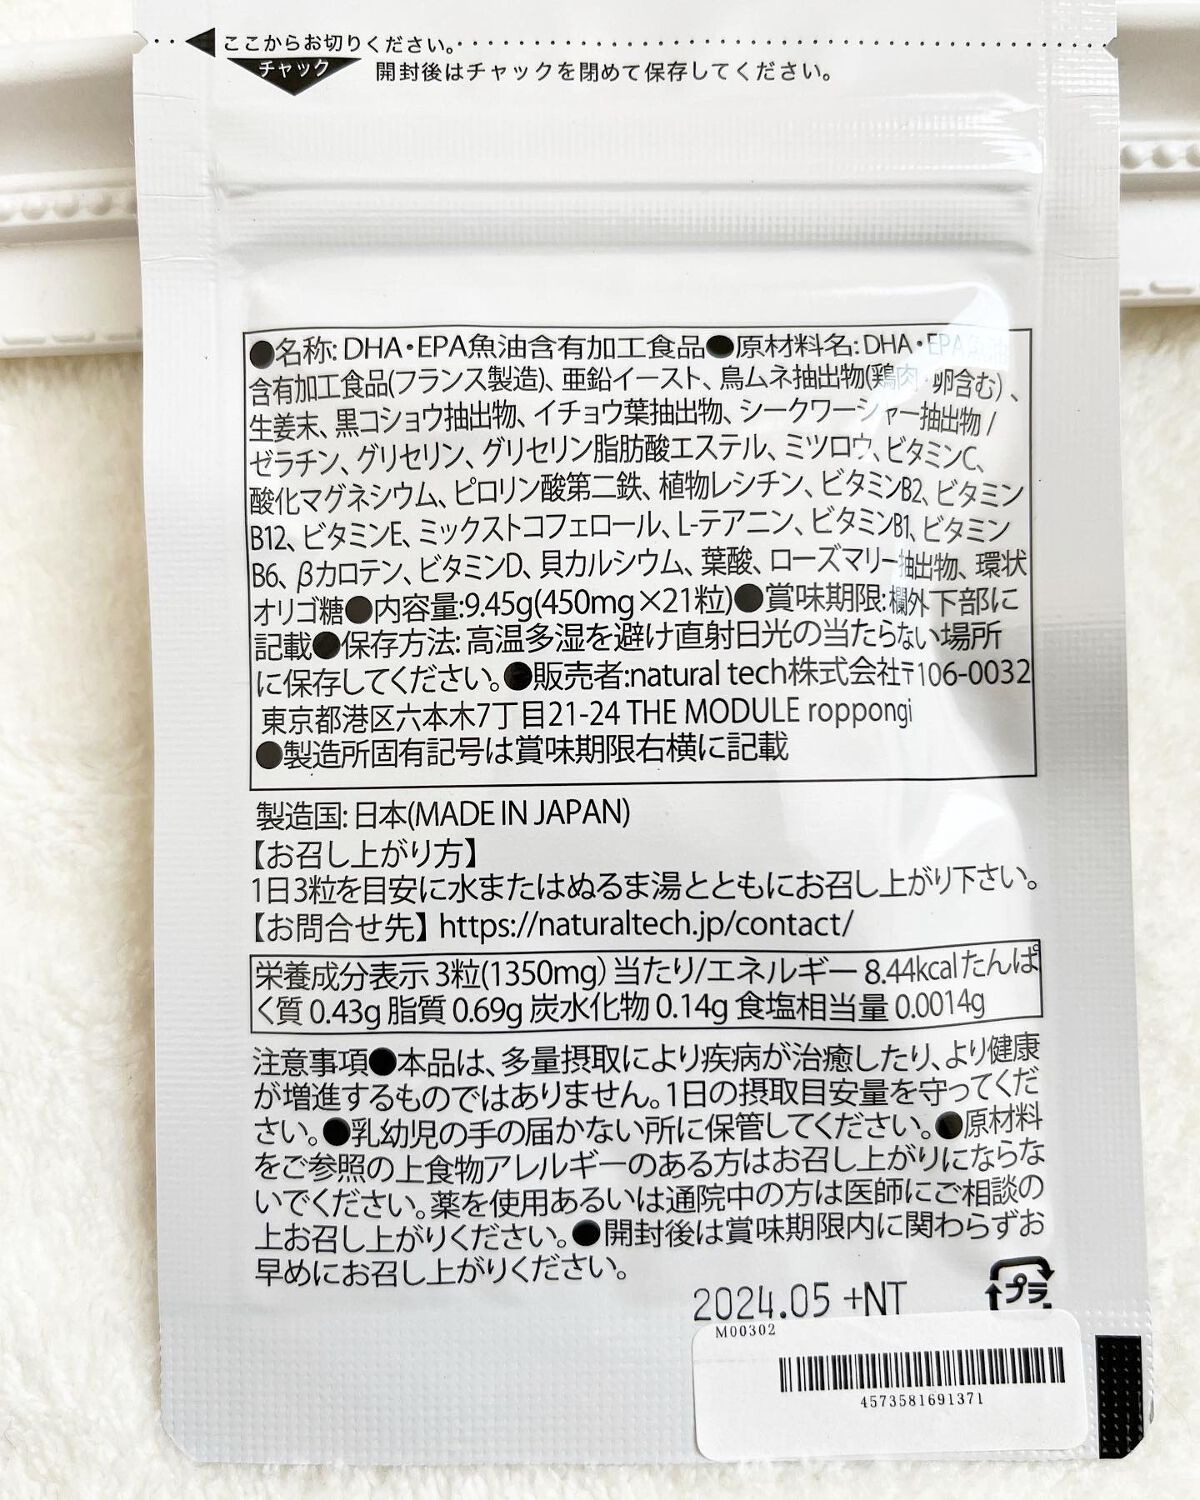 ここからお切りください。
チャック 開封後はチャックを閉めて保存してください。
●名称: DHA・EPA魚油含有加工食品●原材料名: DHA・EPA魚油
含有加工食品(フランス製造)、亜鉛イースト、鳥ムネ抽出物(鶏肉・卵含む)、
生姜末、黒コショウ抽出物、イチョウ葉抽出物、シークワーシャー抽出物 /
ゼラチン、グリセリン、グリセリン脂肪酸エステル、ミツロウ、ビタミンC、
酸化マグネシウム、ピロリン酸第二鉄、植物レシチン、ビタミンB2、ビタミン
B12、ビタミンE、ミックストコフェロール、L-テアニン、ビタミンB1、ビタミン
B6、βカロテン、ビタミンD、貝カルシウム、葉酸、ローズマリー抽出物、環状
オリゴ糖●内容量:9.45g(450mg×21粒)●賞味期限:欄外下部に
記載●保存方法: 高温多湿を避け直射日光の当たらない場所
に保存してください。●販売者:natural tech株式会社〒106-0032
東京都港区六本木7丁目21-24 THE MODULE roppongi
●製造所固有記号は賞味期限右横に記載
製造国: 日本(MADE IN JAPAN)
【お召し上がり方】
1日3粒を目安に水またはぬるま湯とともにお召し上がり下さい。
【お問合せ先】 https://naturaltech.jp/contact/
栄養成分表示 3粒(1350mg) 当たり/エネルギー 8.44kcalたんぱ
く質 0.43g 脂質 0.69g 炭水化物 0.14g 食塩相当量 0.0014g
注意事項●本品は、多量摂取により疾病が治癒したり、より健康
が増進するものではありません。1日の摂取目安量を守ってくだ
さい。●乳幼児の手の届かない所に保管してください。●原材料
をご参照の上食物アレルギーのある方はお召し上がりにならな
いでください。薬を使用あるいは通院中の方は医師にご相談の
上お召し上がりください。●開封後は賞味期限内に関わらずお
早めにお召し上がりください。
2024.05 +NT
プラ
M00302
4573581691371